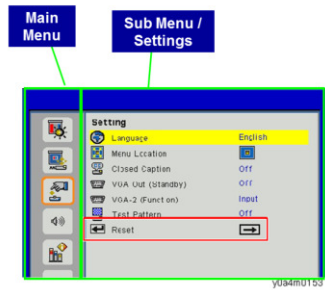 Main
Menu
Sub Menu /
Settings
Setting
Language English
Menu Location
Closed Caption Off
VGA Out (Standby) Off
VGA-2 (Function) Input
Test Pattern Off
Reset
y0a4m0153